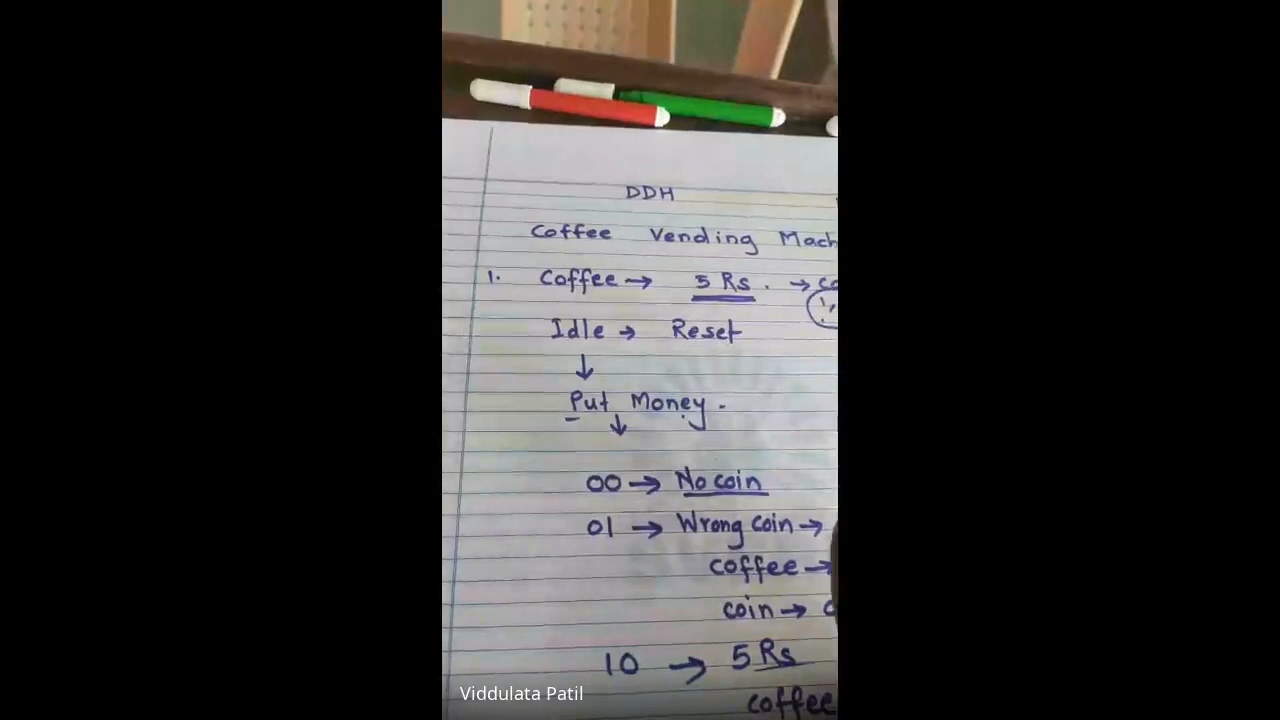 DDH
Coffee Vending Mach
1. Coffee → 5 Rs. →
Idle → Reset
↓
Put Money.
↓
00 → No coin
01 → Wrong coin →
coffee →
coin →
10 → 5 Rs
coffee
Viddulata Patil